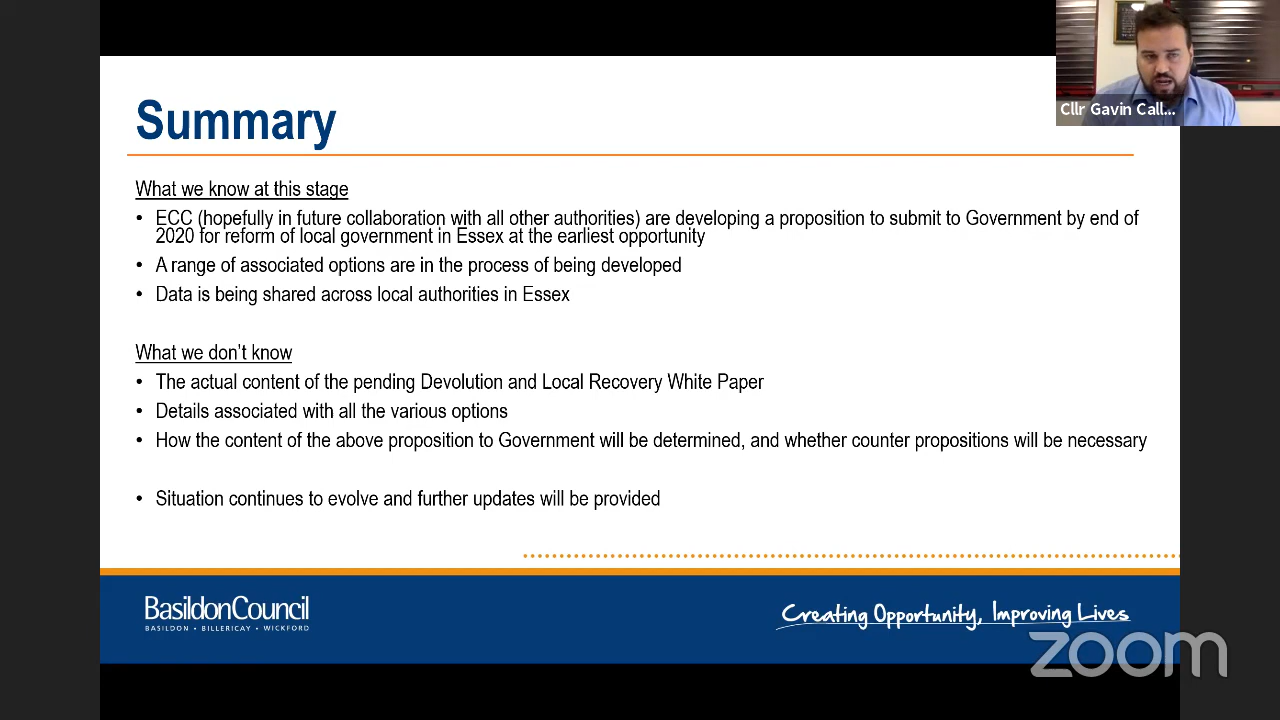 Cllr Gavin Call...
Summary
What we know at this stage
• ECC (hopefully in future collaboration with all other authorities) are developing a proposition to submit to Government by end of
2020 for reform of local government in Essex at the earliest opportunity
• A range of associated options are in the process of being developed
• Data is being shared across local authorities in Essex
What we don't know
• The actual content of the pending Devolution and Local Recovery White Paper
• Details associated with all the various options
• How the content of the above proposition to Government will be determined, and whether counter propositions will be necessary
• Situation continues to evolve and further updates will be provided
BasildonCouncil
BASILDON • BILLERICAY • WICKFORD
Creating Opportunity, Improving Lives
zoom